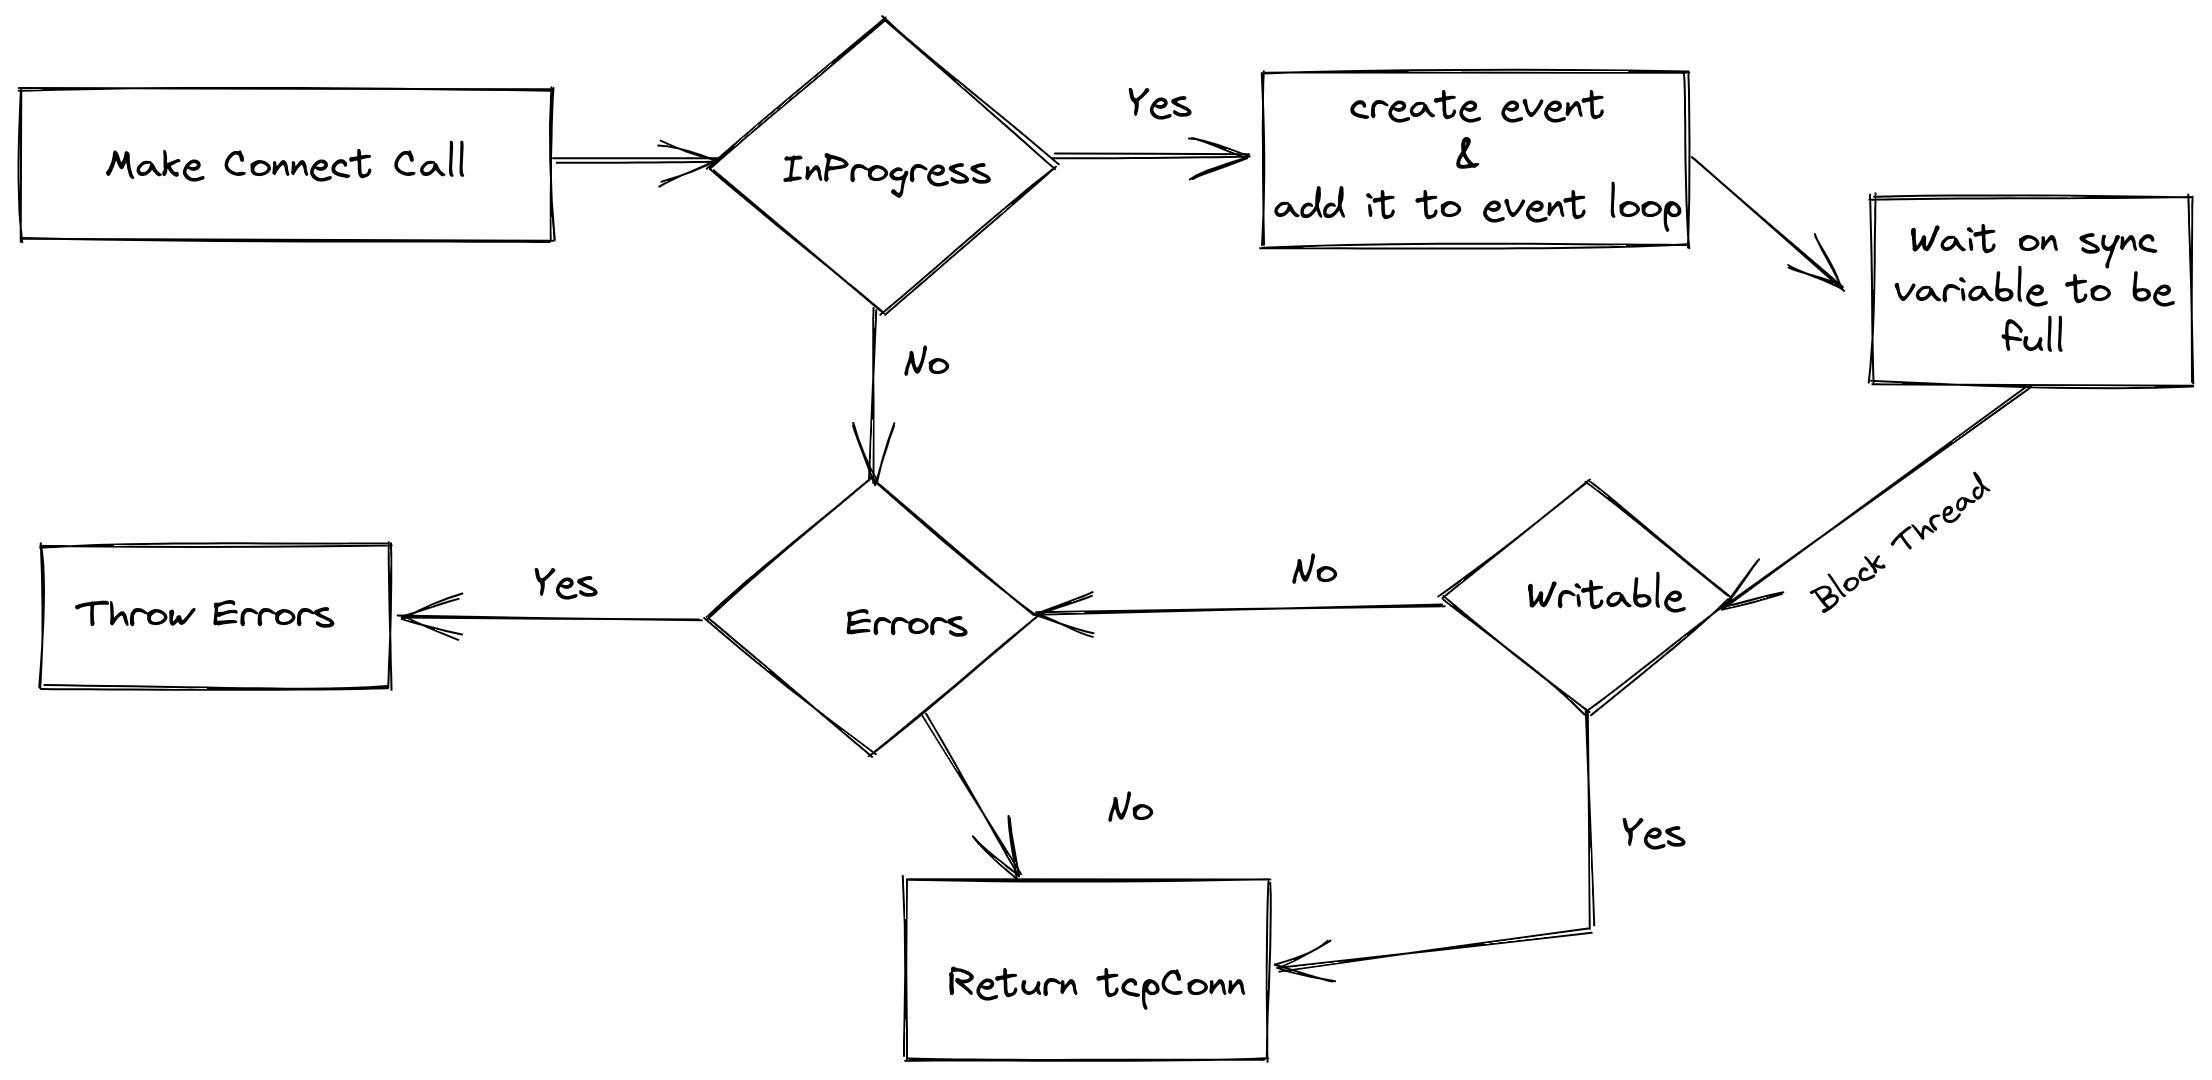 Make Connect Call
InProgress
Yes
create event
&
add it to event loop
Wait on sync
variable to be
full
No
Block Thread
Writable
No
Errors
Yes
Throw Errors
No
Yes
Return tcpConn